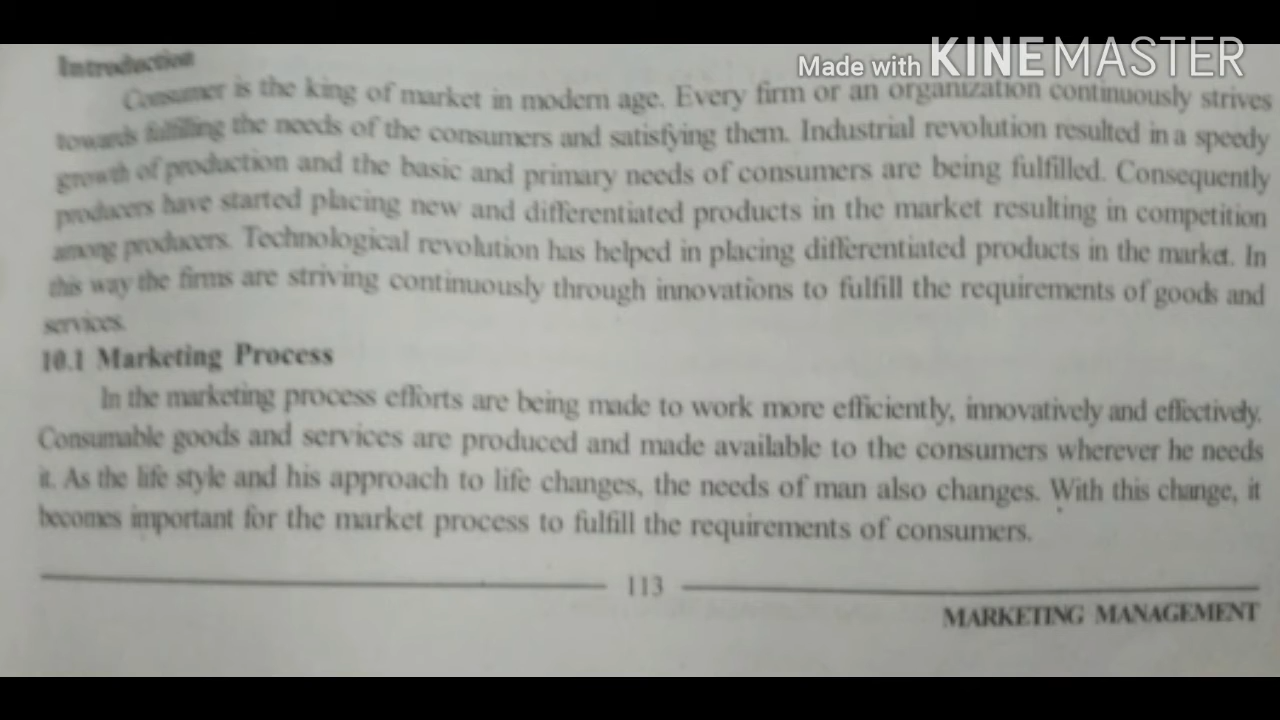 Made with KINEMASTER
Introduction
Consumer is the king of market in modern age. Every firm or an organization continuously strives
towards fulfilling the needs of the consumers and satisfying them. Industrial revolution resulted in a speedy
growth of production and the basic and primary needs of consumers are being fulfilled. Consequently
producers have started placing new and differentiated products in the market resulting in competition
among producers. Technological revolution has helped in placing differentiated products in the market. In
this way the firms are striving continuously through innovations to fulfill the requirements of goods and
services.
10.1 Marketing Process
In the marketing process efforts are being made to work more efficiently, innovatively and effectively.
Consumable goods and services are produced and made available to the consumers wherever he needs
it. As the life style and his approach to life changes, the needs of man also changes. With this change, it
becomes important for the market process to fulfill the requirements of consumers.
113
MARKETING MANAGEMENT